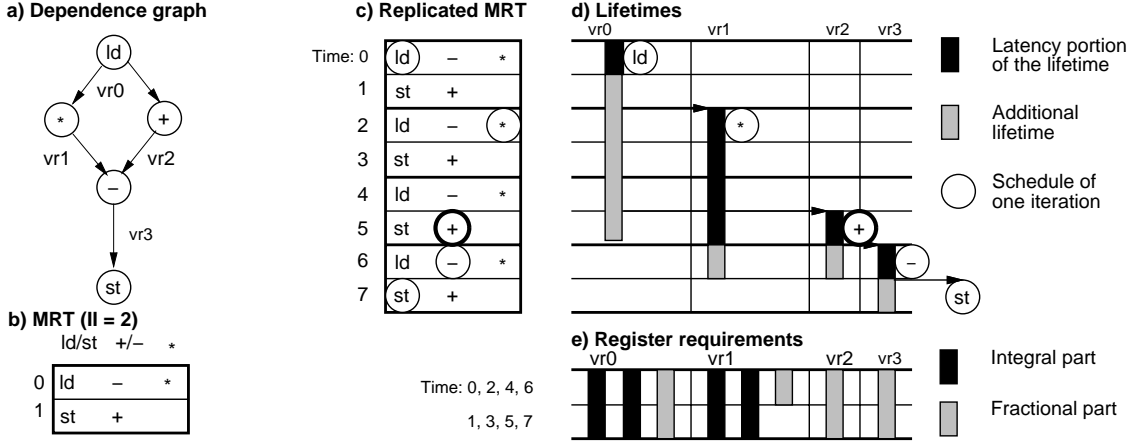 a) Dependence graph
ld
vr0
* +
vr1 vr2
–
vr3
st
b) MRT (II = 2)
ld/st +/– *
0 ld – *
1 st +
c) Replicated MRT
Time: 0 ld – *
1 st +
2 ld – *
3 st +
4 ld – *
5 st +
6 ld – *
7 st +
d) Lifetimes
vr0 vr1 vr2 vr3
ld
*
+
–
st
Latency portion
of the lifetime
Additional
lifetime
Schedule of
one iteration
e) Register requirements
vr0 vr1 vr2 vr3
Time: 0, 2, 4, 6
1, 3, 5, 7
Integral part
Fractional part